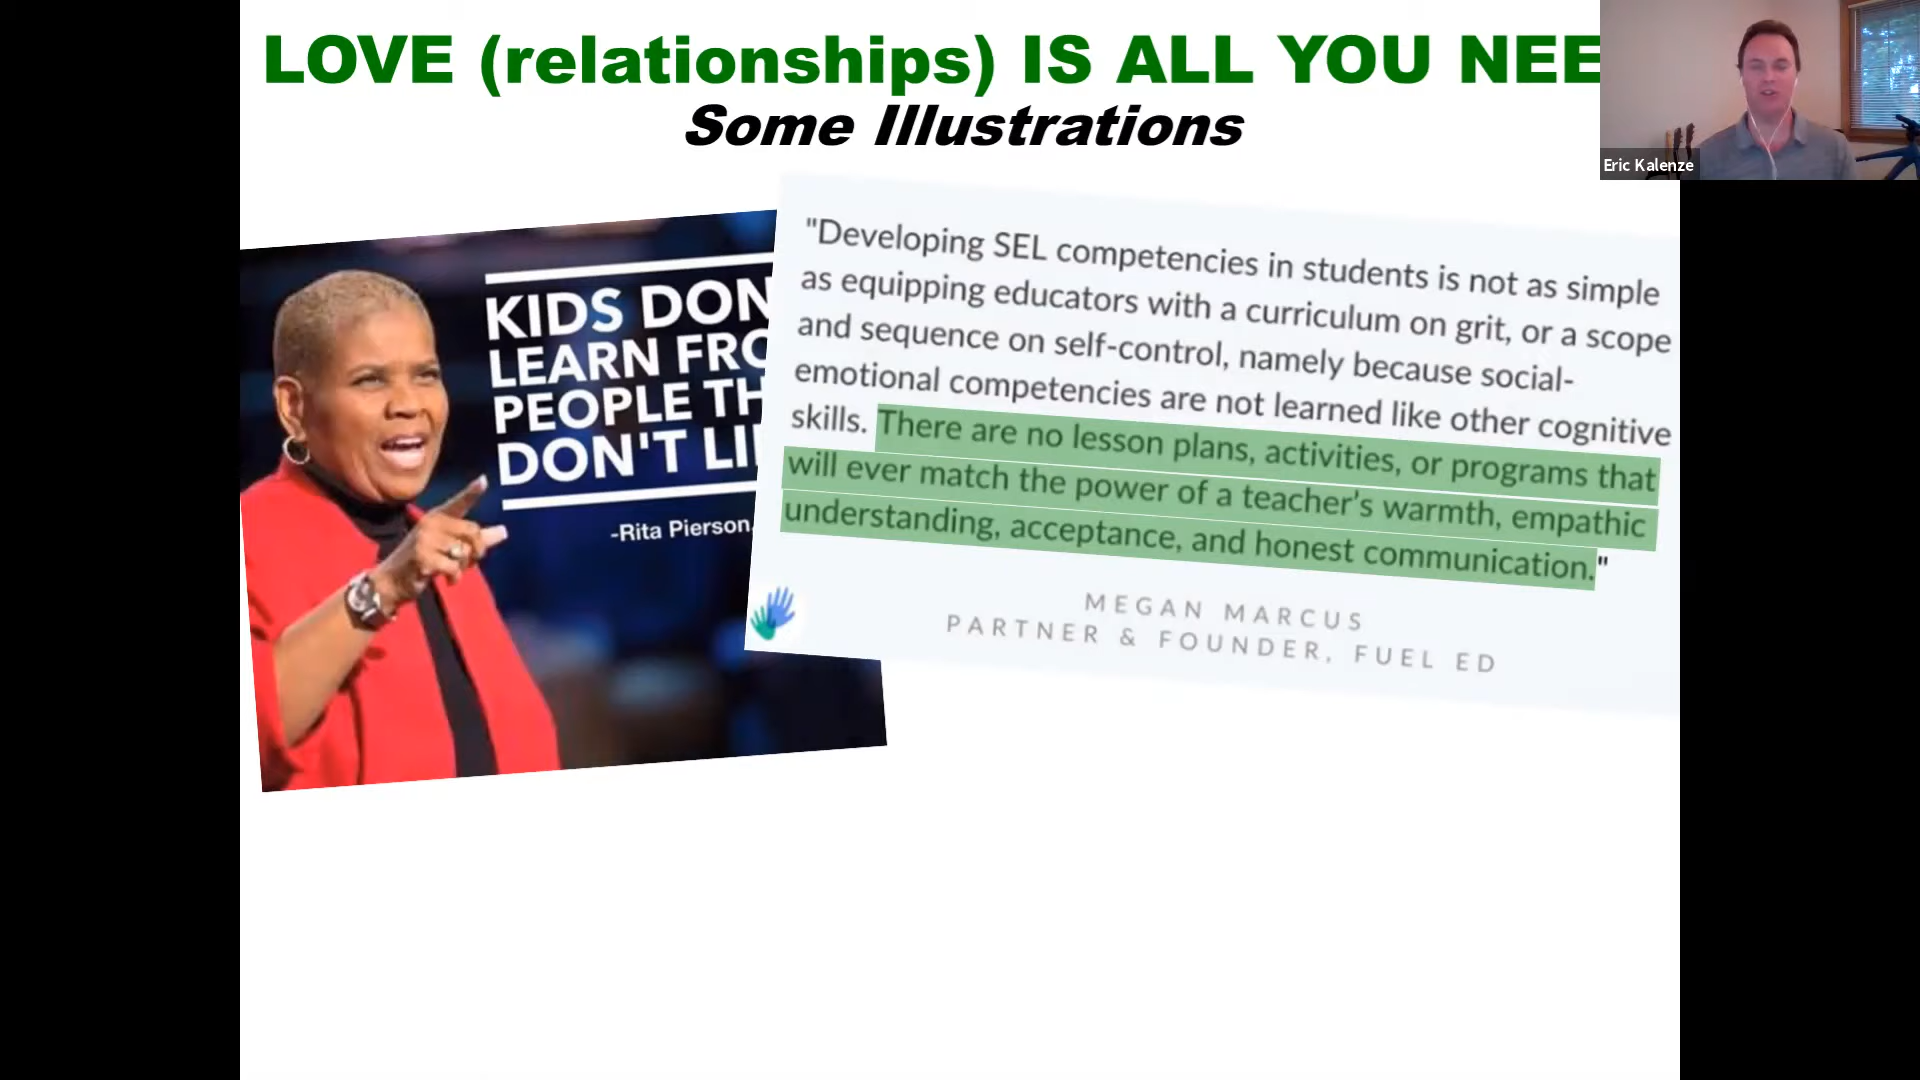 LOVE (relationships) IS ALL YOU NEE
Some Illustrations
Eric Kalenze
KIDS DON
LEARN FRO
PEOPLE TH
DON'T LI
-Rita Pierson,
"Developing SEL competencies in students is not as simple
as equipping educators with a curriculum on grit, or a scope
and sequence on self-control, namely because social-
emotional competencies are not learned like other cognitive
skills. There are no lesson plans, activities, or programs that
will ever match the power of a teacher's warmth, empathic
understanding, acceptance, and honest communication."
MEGAN MARCUS
PARTNER & FOUNDER, FUEL ED